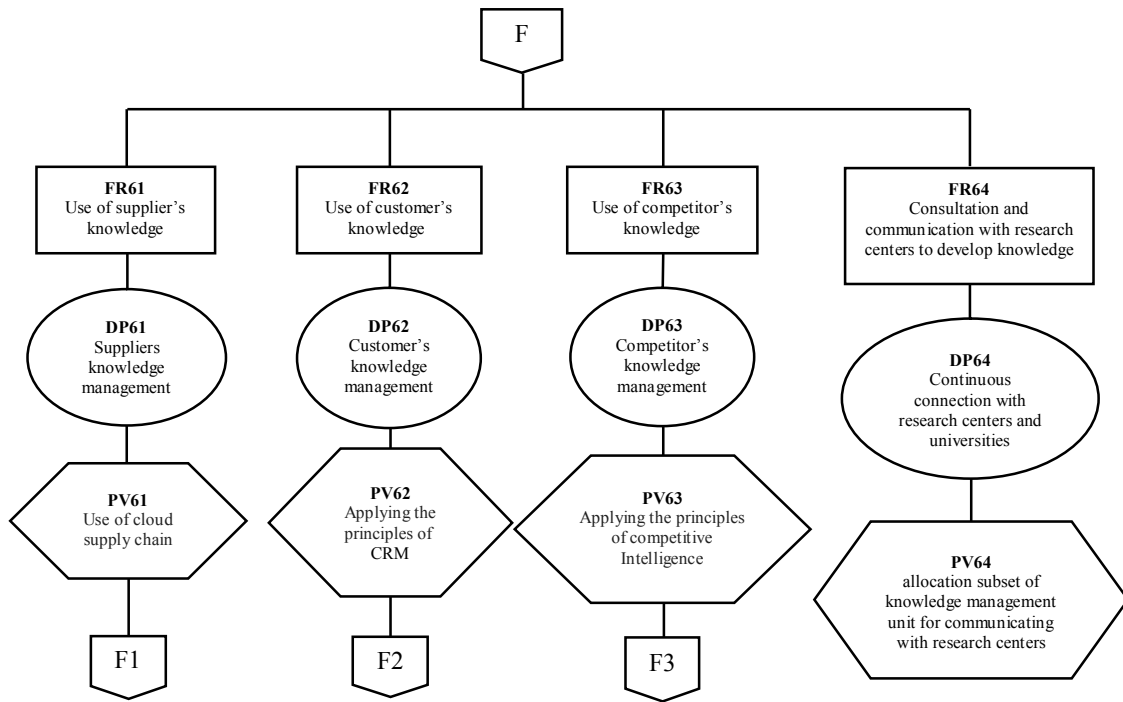 F
FR61
Use of supplier's
knowledge
FR62
Use of customer's
knowledge
FR63
Use of competitor's
knowledge
FR64
Consultation and
communication with research
centers to develop knowledge
DP61
Suppliers
knowledge
management
DP62
Customer's
knowledge
management
DP63
Competitor's
knowledge
management
DP64
Continuous
connection with
research centers and
universities
PV61
Use of cloud
supply chain
PV62
Applying the
principles of
CRM
PV63
Applying the principles
of competitive
Intelligence
PV64
allocation subset of
knowledge management
unit for communicating
with research centers
F1
F2
F3